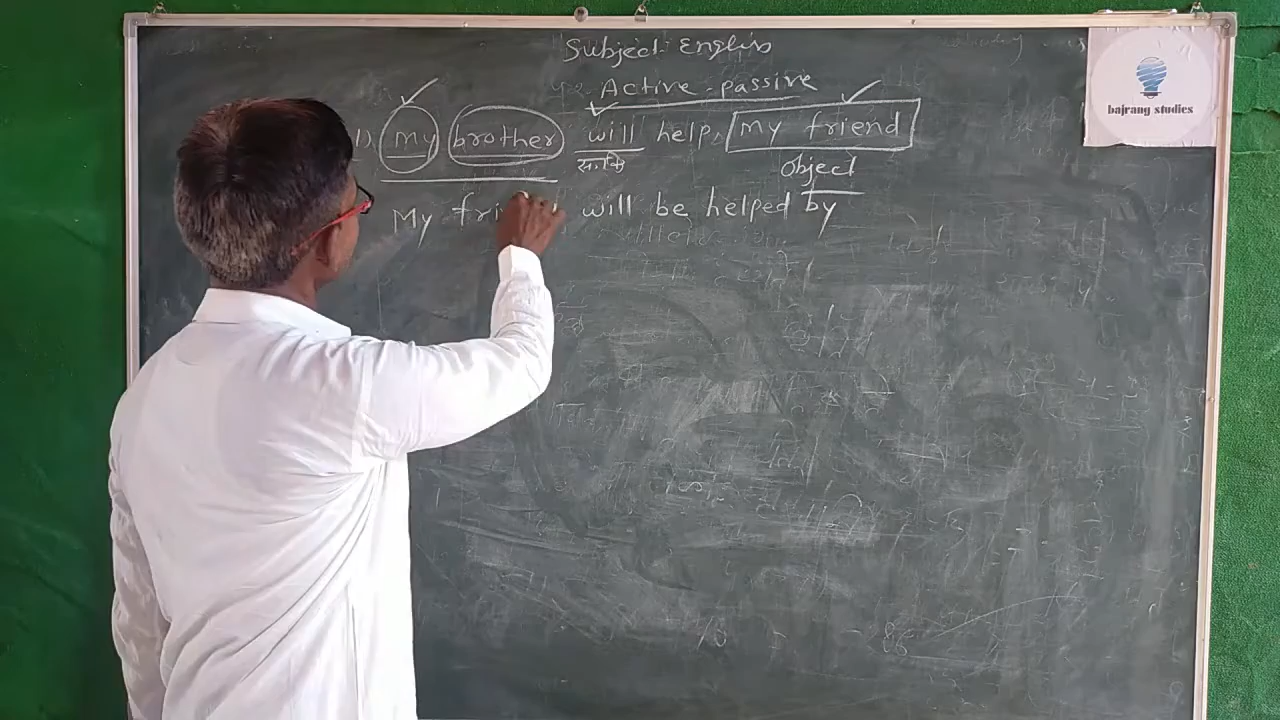 Subject- Englis
Active - passive
1) my brother will help my friend
object
My fri will be helped by
bajrang studies